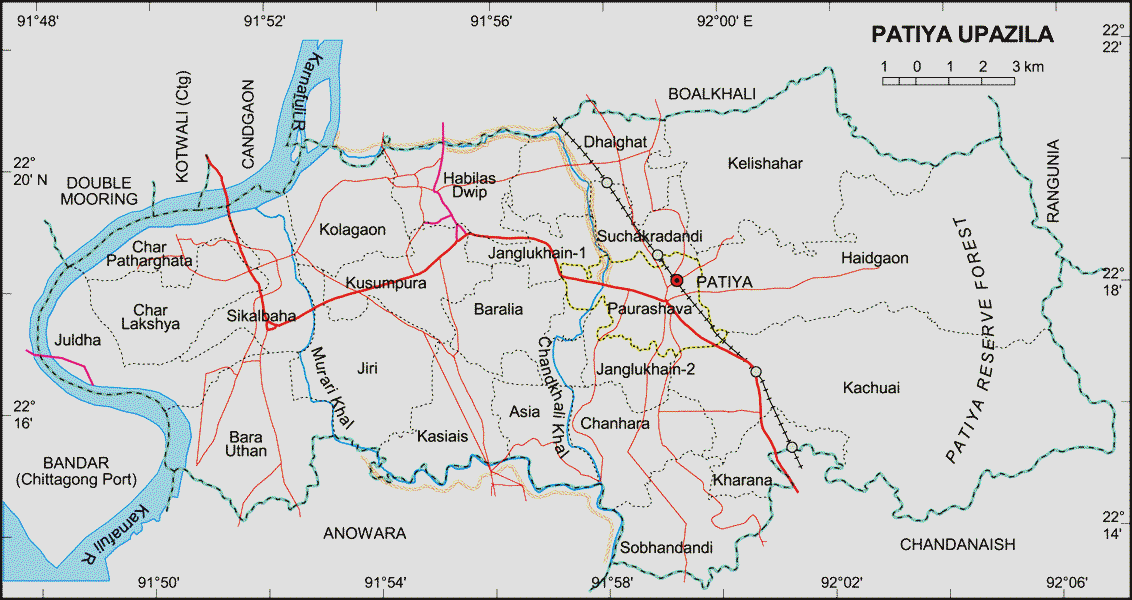 91°48'
91°52'
91°56'
92°00' E
22°
22'
PATIYA UPAZILA
1 0 1 2 3 km
BOALKHALI
KOTWALI (Ctg)
CANDGAON
Karnafuli R
RANGUNIA
22°
20' N
DOUBLE
MOORING
Dhalghat
Kelishahar
Habilas
Dwip
Kolagaon
Suchakradandi
Char
Patharghata
Janglukhain-1
Haidgaon
PATIYA RESERVE FOREST
Kusumpura
PATIYA
22°
18'
Char
Lakshya
Sikalbaha
Baralia
Paurashava
Juldha
Murari Khal
Jiri
Chandkhali Khal
Janglukhain-2
Kachuai
22°
16'
Asia
Chanhara
Bara
Uthan
Kasiais
BANDAR
(Chittagong Port)
Kharana
Karnafuli R
ANOWARA
Sobhandandi
CHANDANAISH
22°
14'
91°50'
91°54'
91°58'
92°02'
92°06'